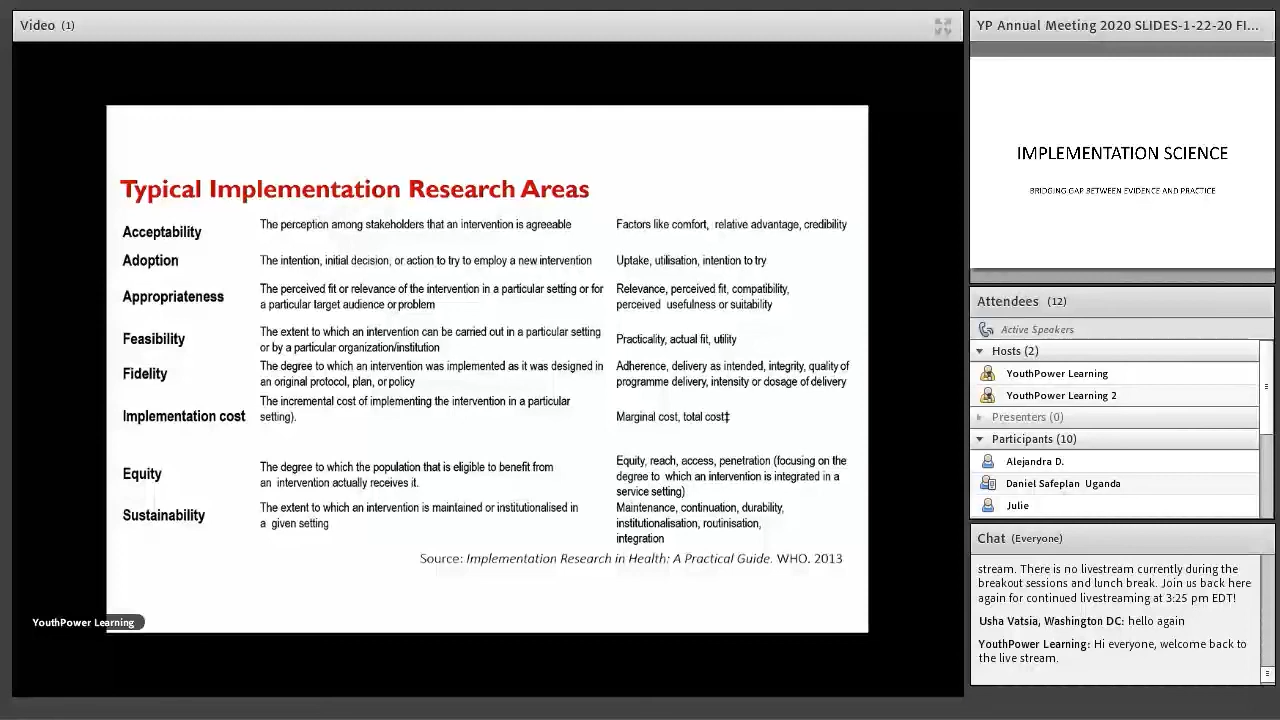 Video (1)
Typical Implementation Research Areas
Acceptability The perception among stakeholders that an intervention is agreeable Factors like comfort, relative advantage, credibility
Adoption The intention, initial decision, or action to try to employ a new intervention Uptake, utilisation, intention to try
Appropriateness The perceived fit or relevance of the intervention in a particular setting or for
a particular target audience or problem
Relevance, perceived fit, compatibility,
perceived usefulness or suitability
Feasibility The extent to which an intervention can be carried out in a particular setting
or by a particular organization/institution
Practicality, actual fit, utility
Fidelity The degree to which an intervention was implemented as it was designed in
an original protocol, plan, or policy
Adherence, delivery as intended, integrity, quality of
programme delivery, intensity or dosage of delivery
Implementation cost The incremental cost of implementing the intervention in a particular
setting).
Marginal cost, total cost‡
Equity The degree to which the population that is eligible to benefit from
an intervention actually receives it.
Equity, reach, access, penetration (focusing on the
degree to which an intervention is integrated in a
service setting)
Sustainability The extent to which an intervention is maintained or institutionalised in
a given setting
Maintenance, continuation, durability,
institutionalisation, routinisation,
integration
Source: Implementation Research in Health: A Practical Guide. WHO. 2013
YouthPower Learning
YP Annual Meeting 2020 SLIDES-1-22-20 FI...
IMPLEMENTATION SCIENCE
BRIDGING GAP BETWEEN EVIDENCE AND PRACTICE
Attendees (12)
Active Speakers
Hosts (2)
YouthPower Learning
YouthPower Learning 2
Presenters (0)
Participants (10)
Alejandra D.
Daniel Safeplan Uganda
Julie
Chat (Everyone)
stream. There is no livestream currently during the
breakout sessions and lunch break. Join us back here
again for continued livestreaming at 3:25 pm EDT!
Usha Vatsia, Washington DC: hello again
YouthPower Learning: Hi everyone, welcome back to
the live stream.